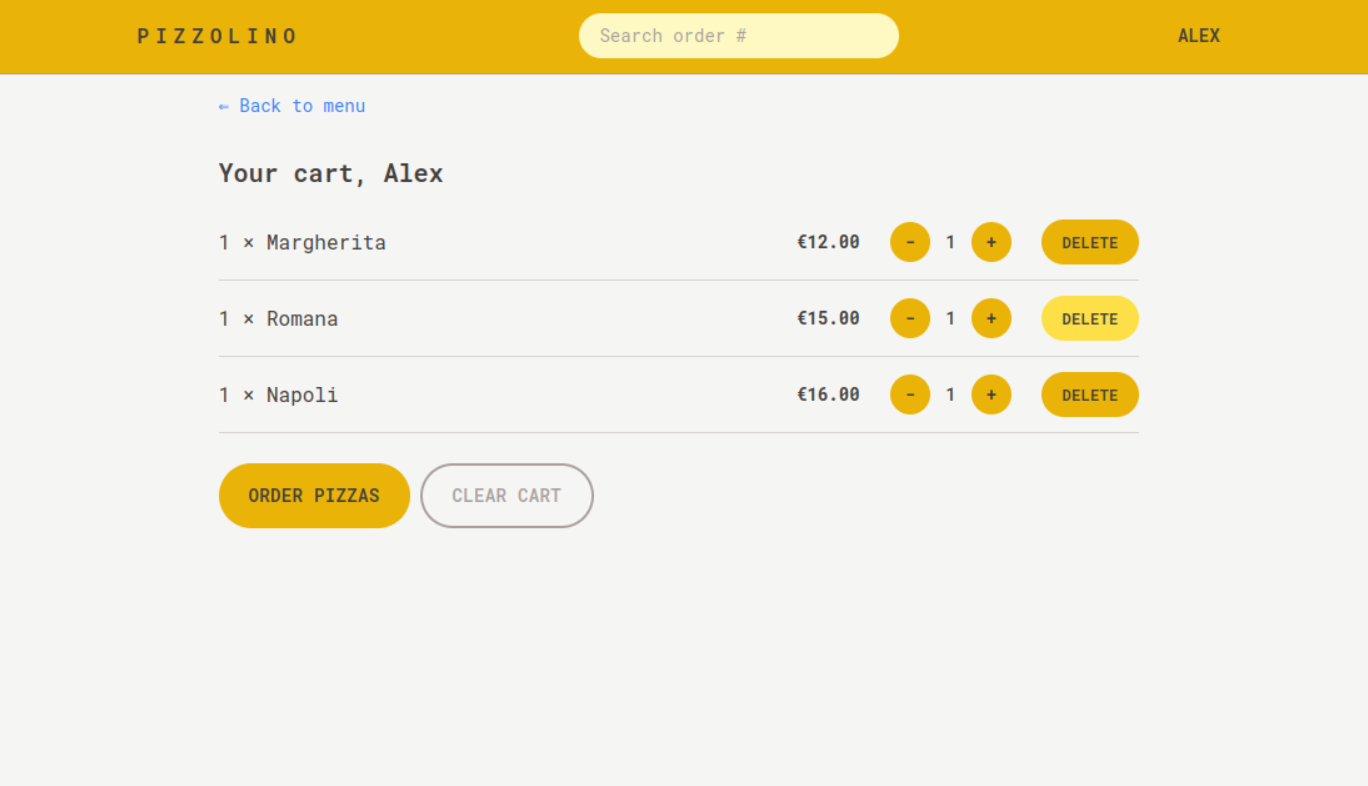 PIZZOLINO Search order # ALEX
⇐ Back to menu
Your cart, Alex
1 × Margherita €12.00 - 1 + DELETE
1 × Romana €15.00 - 1 + DELETE
1 × Napoli €16.00 - 1 + DELETE
ORDER PIZZAS CLEAR CART